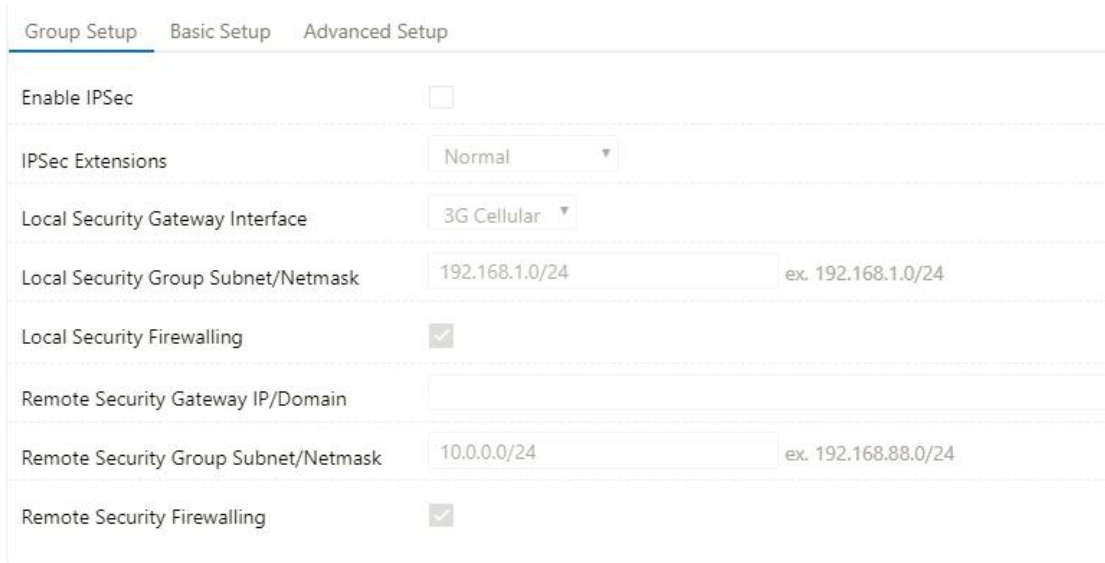 Group Setup Basic Setup Advanced Setup
Enable IPSec
IPSec Extensions Normal
Local Security Gateway Interface 3G Cellular
Local Security Group Subnet/Netmask 192.168.1.0/24 ex. 192.168.1.0/24
Local Security Firewalling
Remote Security Gateway IP/Domain
Remote Security Group Subnet/Netmask 10.0.0.0/24 ex. 192.168.88.0/24
Remote Security Firewalling